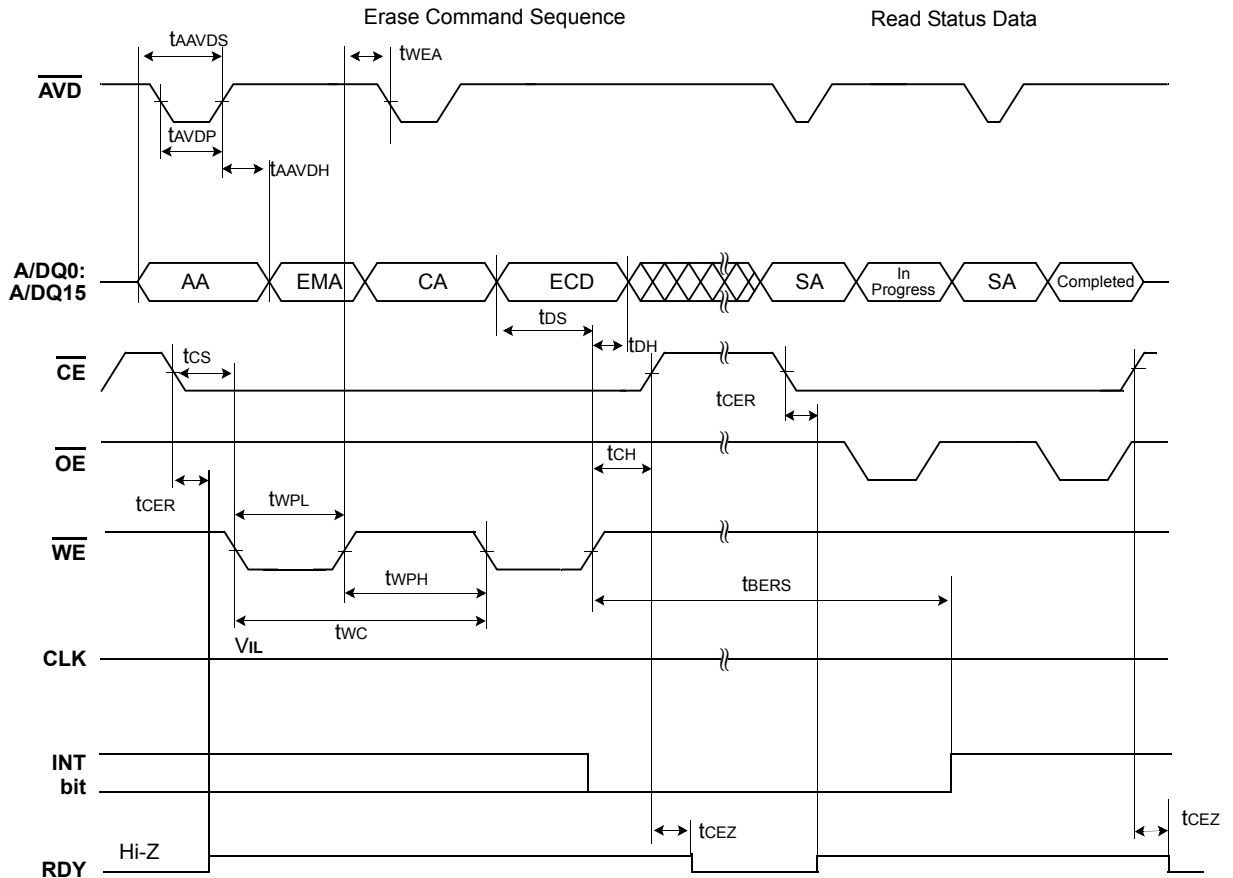 Erase Command Sequence
Read Status Data
tAAVDS
tWEA
AVD
tAVDP
tAAVDH
A/DQ0:
A/DQ15
AA
EMA
CA
ECD
SA
In
Progress
SA
Completed
tDS
tDH
tCS
CE
tCER
OE
tCH
tCER
tWPL
WE
tWPH
tBERS
tWC
VIL
CLK
INT
bit
tCEZ
tCEZ
Hi-Z
RDY